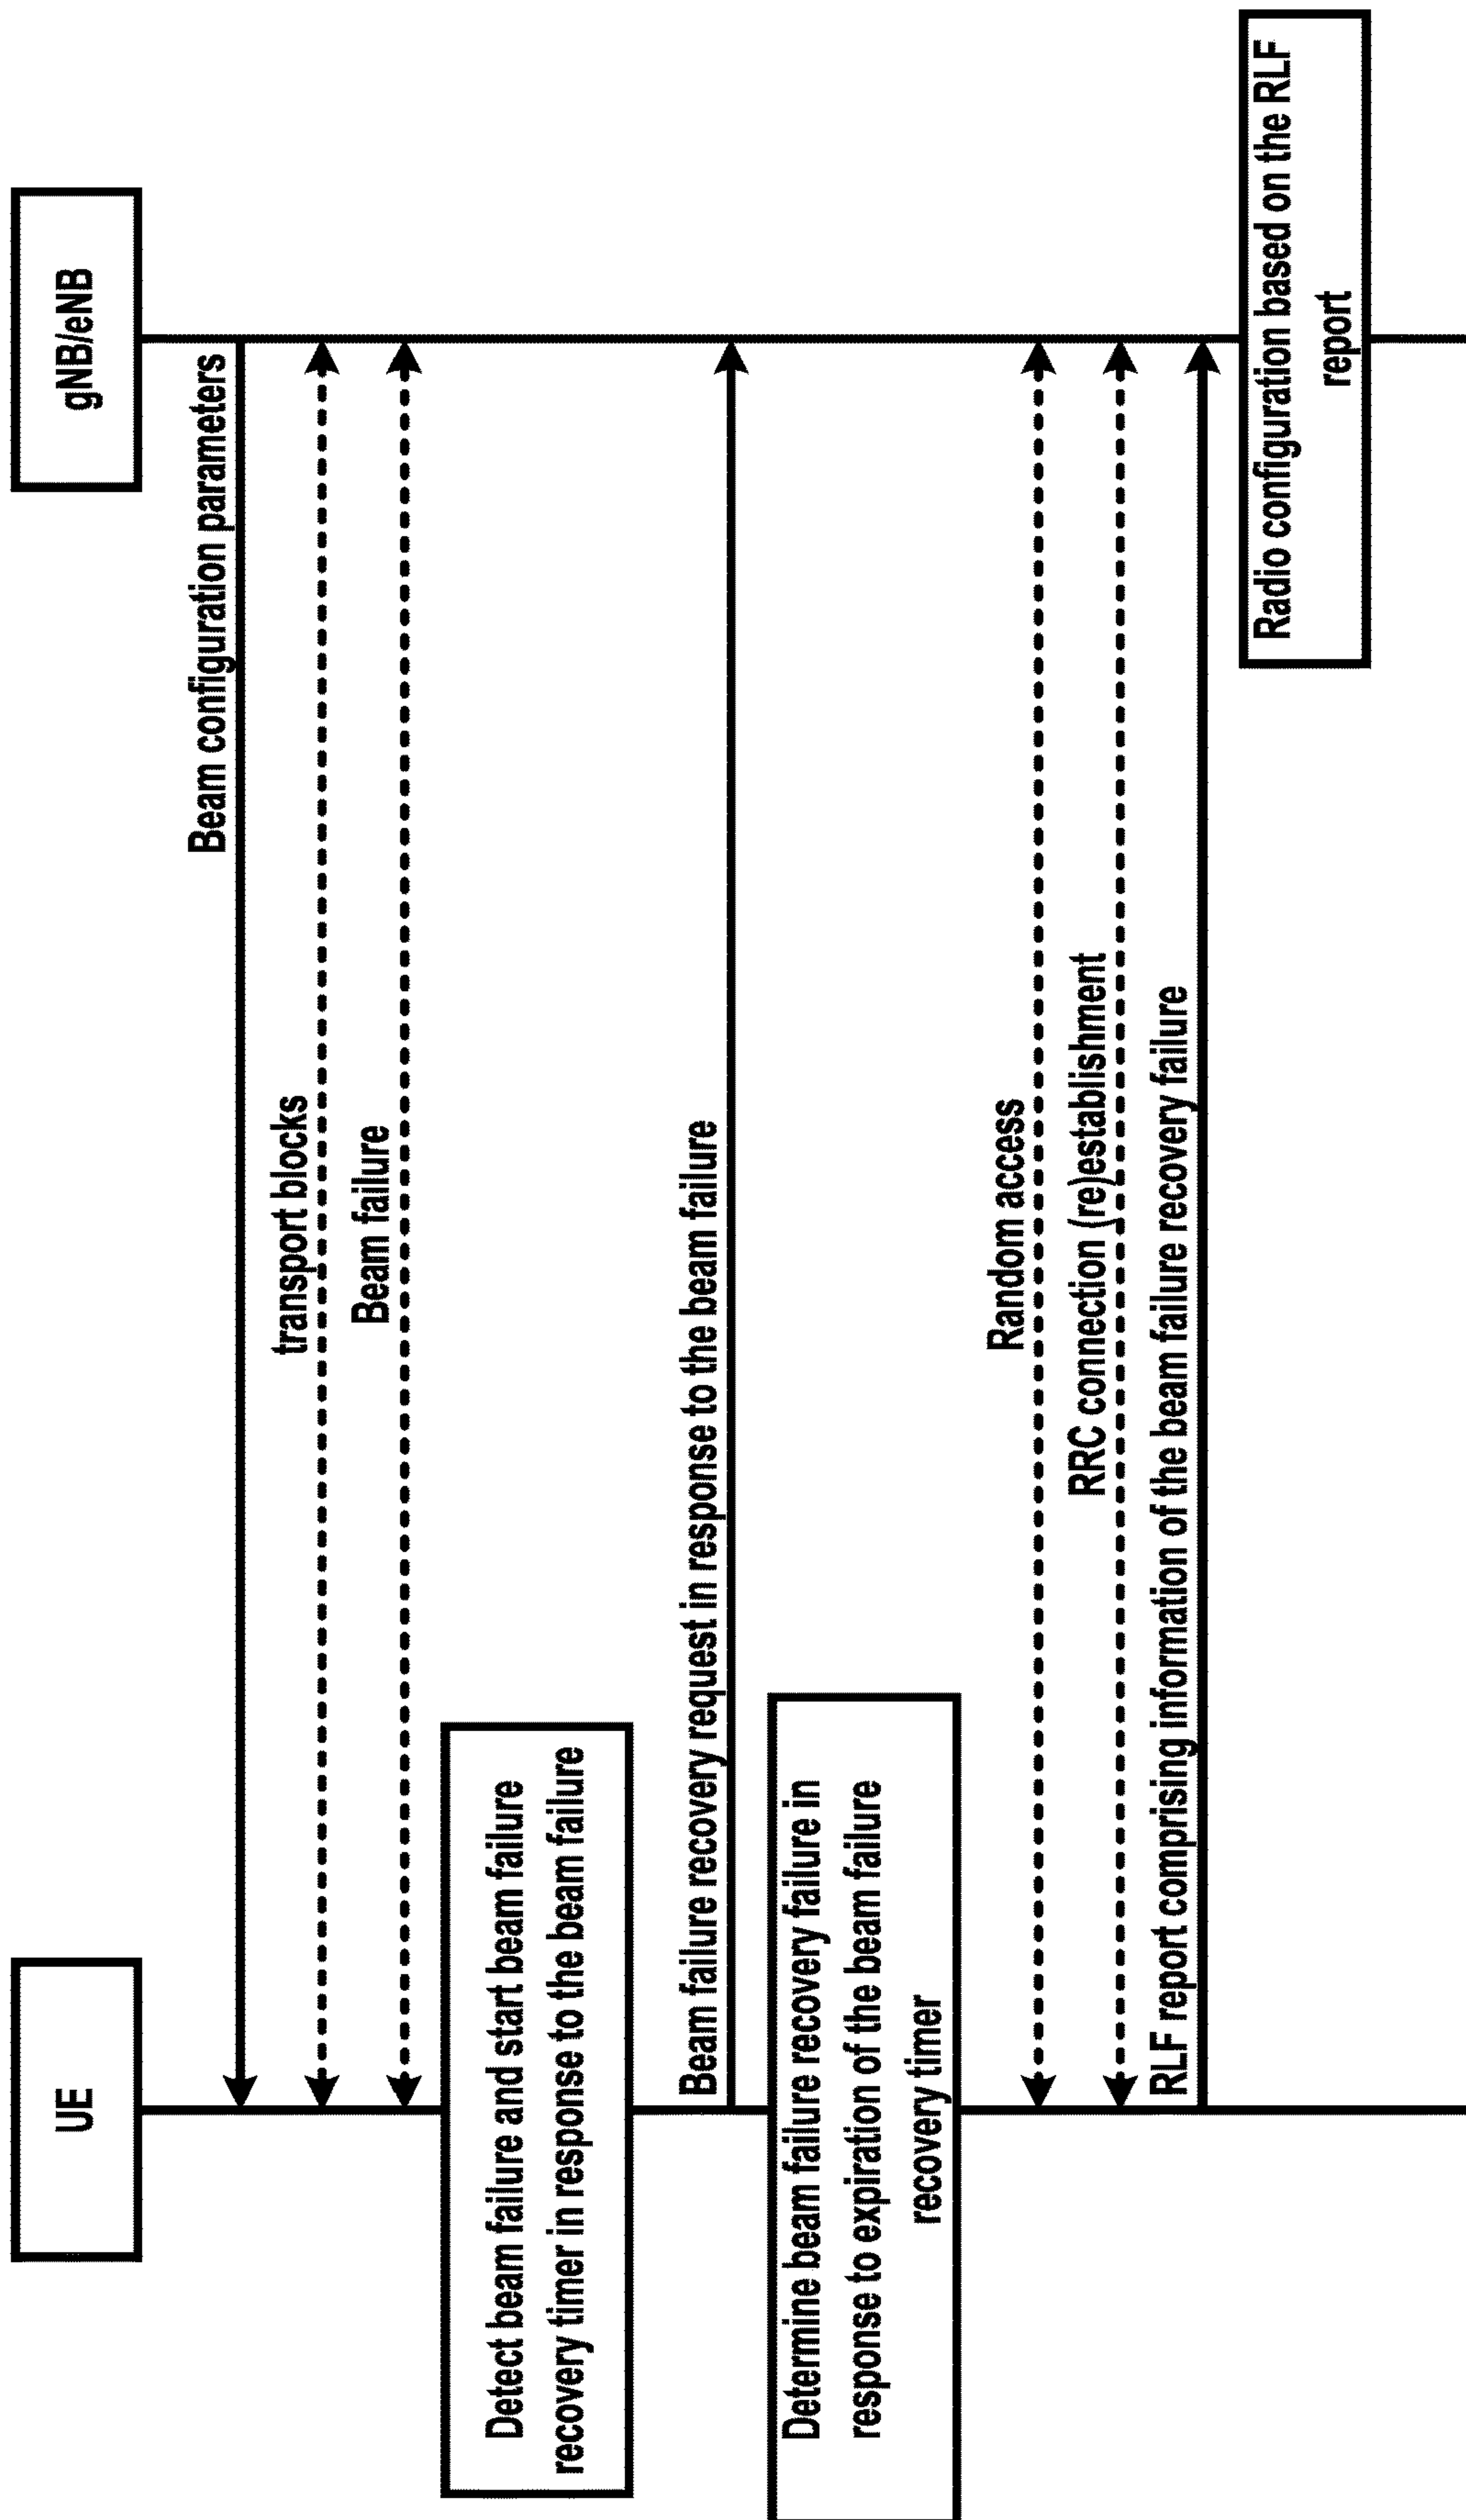 UE
gNB/eNB
Beam configuration parameters
transport blocks
Beam failure
Detect beam failure and start beam failure
recovery timer in response to the beam failure
Beam failure recovery request in response to the beam failure
Determine beam failure recovery failure in
response to expiration of the beam failure
recovery timer
Random access
RRC connection (re)establishment
RLF report comprising information of the beam failure recovery failure
Radio configuration based on the RLF
report